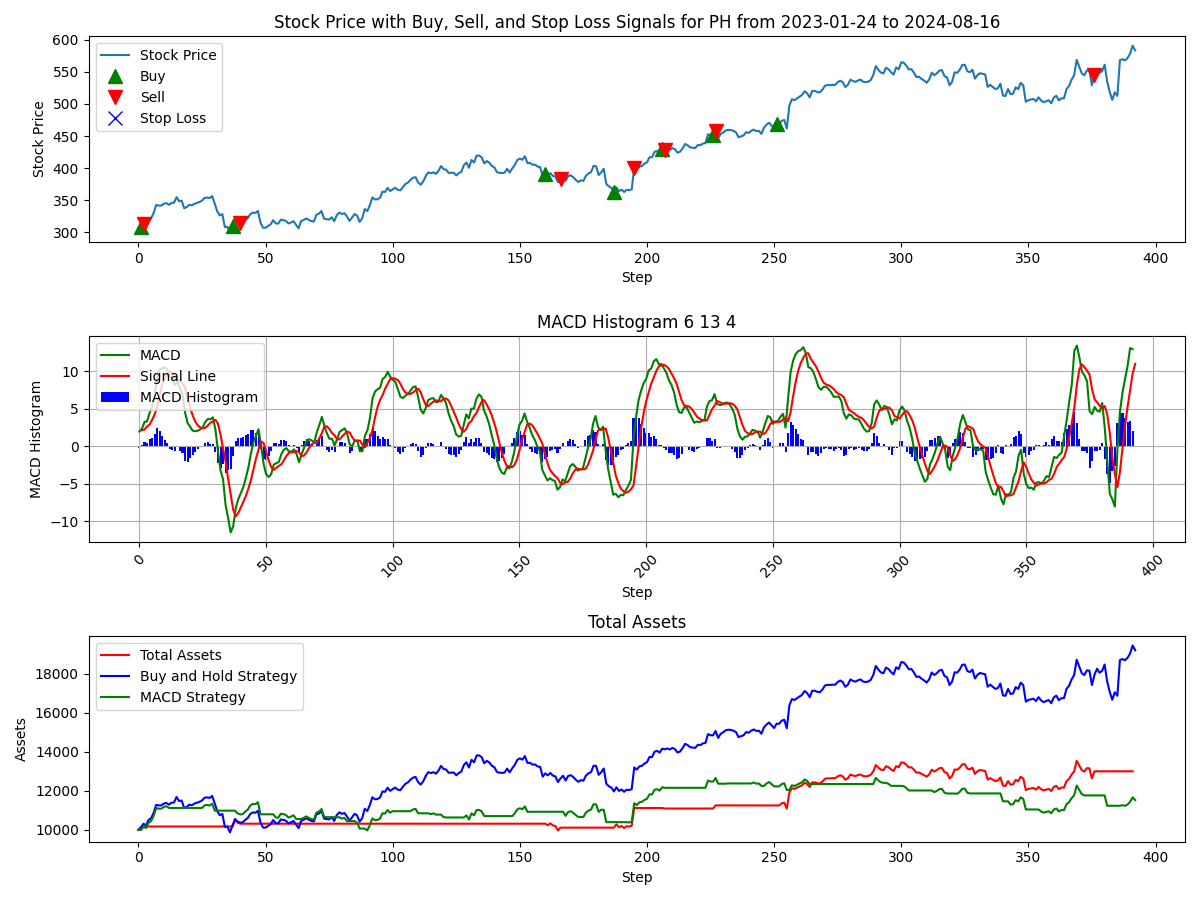 Stock Price with Buy, Sell, and Stop Loss Signals for PH from 2023-01-24 to 2024-08-16
600
550
500
450
400
350
300
Stock Price
Stock Price
Buy
Sell
Stop Loss
0 50 100 150 200 250 300 350 400
Step
MACD Histogram 6 13 4
10
5
0
−5
−10
MACD Histogram
MACD
Signal Line
MACD Histogram
0 50 100 150 200 250 300 350 400
Step
Total Assets
18000
16000
14000
12000
10000
Assets
Total Assets
Buy and Hold Strategy
MACD Strategy
0 50 100 150 200 250 300 350 400
Step